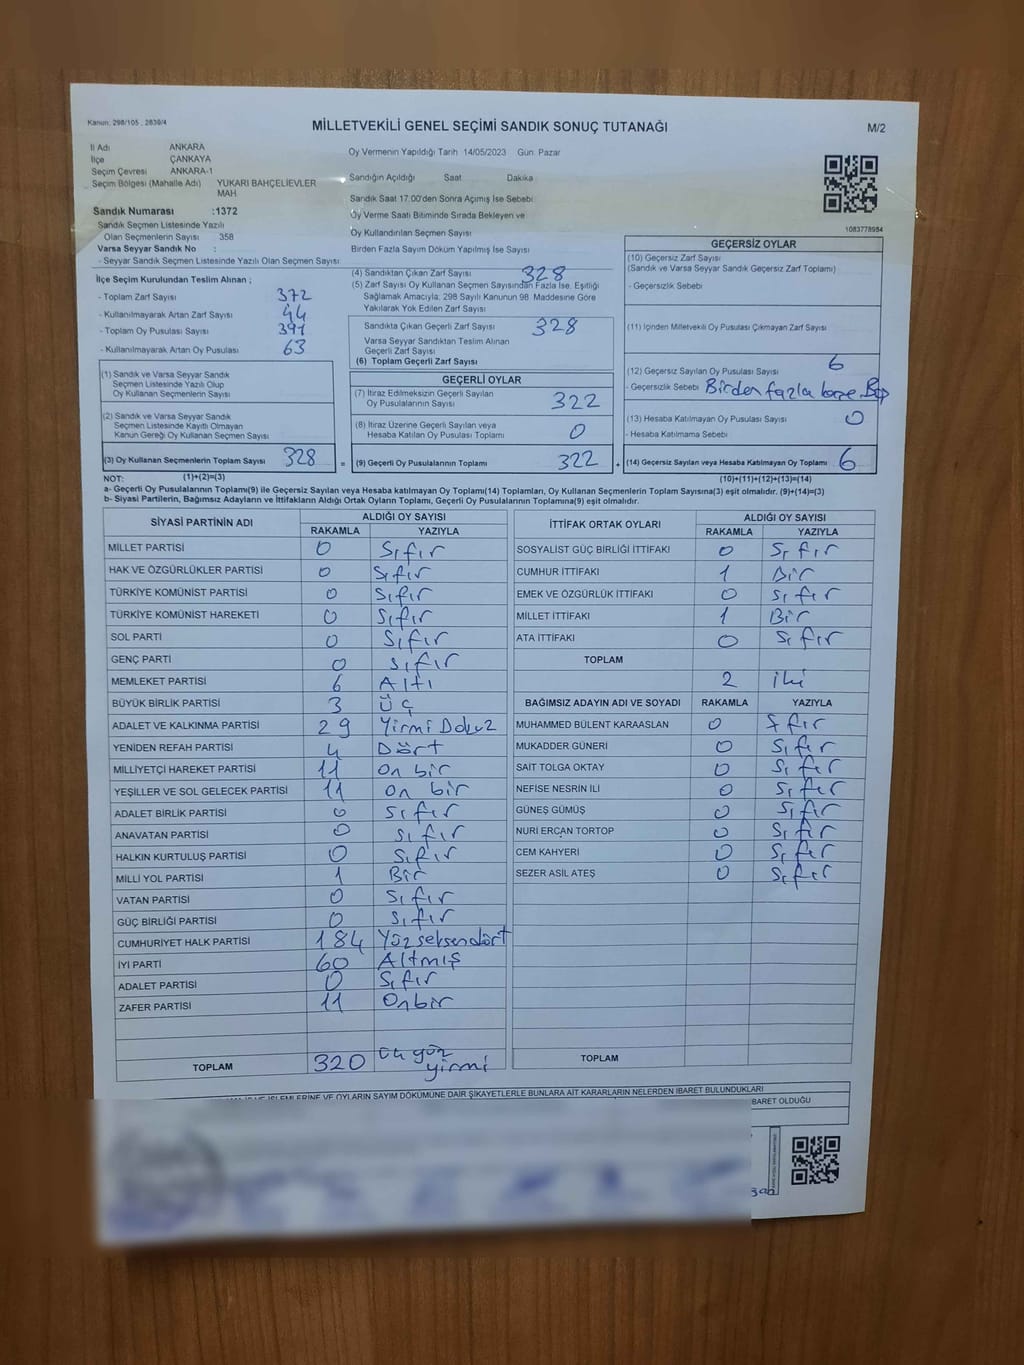 Kanun: 298/105 , 2839/4
MİLLETVEKİLİ GENEL SEÇİMİ SANDIK SONUÇ TUTANAĞI
M/2
İl Adı ANKARA
İlçe ÇANKAYA
Seçim Çevresi ANKARA-1
Seçim Bölgesi (Mahalle Adı) YUKARI BAHÇELİEVLER MAH
Sandık Numarası :1372
Sandık Seçmen Listesinde Yazılı
Olan Seçmenlerin Sayısı 358
Varsa Seyyar Sandık No :
- Seyyar Sandık Seçmen Listesinde Yazılı Olan Seçmen Sayısı
Oy Vermenin Yapıldığı Tarih 14/05/2023 Gün: Pazar
Sandığın Açıldığı Saat Dakika
Sandık Saat 17.00'den Sonra Açımış İse Sebebi
Oy Verme Saati Bitiminde Sırada Bekleyen ve
Oy Kullandırılan Seçmen Sayısı
Birden Fazla Sayım Döküm Yapılmış İse Sayısı
1083778984
İlçe Seçim Kurulundan Teslim Alınan ;
- Toplam Zarf Sayısı 372
- Kullanılmayarak Artan Zarf Sayısı 44
- Toplam Oy Pusulası Sayısı 391
- Kullanılmayarak Artan Oy Pusulası 63
(4) Sandıktan Çıkan Zarf Sayısı 328
(5) Zarf Sayısı Oy Kullanan Seçmen Sayısından Fazla İse, Eşitliği
Sağlamak Amacıyla; 298 Sayılı Kanunun 98. Maddesine Göre
Yakılarak Yok Edilen Zarf Sayısı
Sandıkta Çıkan Geçerli Zarf Sayısı 328
Varsa Seyyar Sandıktan Teslim Alınan
Geçerli Zarf Sayısı
(6) Toplam Geçerli Zarf Sayısı
GEÇERSİZ OYLAR
(10) Geçersiz Zarf Sayısı
(Sandık ve Varsa Seyyar Sandık Geçersiz Zarf Toplamı)
- Geçersizlik Sebebi
(11) İçinden Milletvekili Oy Pusulası Çıkmayan Zarf Sayısı
(12) Geçersiz Sayılan Oy Pusulası Sayısı 6
- Geçersizlik Sebebi Birden fazla
(13) Hesaba Katılmayan Oy Pusulası Sayısı 0
- Hesaba Katılmama Sebebi
(1) Sandık ve Varsa Seyyar Sandık
Seçmen Listesinde Yazılı Olup
Oy Kullanan Seçmenlerin Sayısı
(2) Sandık ve Varsa Seyyar Sandık
Seçmen Listesinde Kayıtlı Olmayan
Kanun Gereği Oy Kullanan Seçmen Sayısı
GEÇERLİ OYLAR
(7) İtiraz Edilmeksizin Geçerli Sayılan
Oy Pusulalarının Sayısı 322
(8) İtiraz Üzerine Geçerli Sayılan veya
Hesaba Katılan Oy Pusulası Toplamı 0
(3) Oy Kullanan Seçmenlerin Toplam Sayısı 328 = (9) Geçerli Oy Pusulalarının Toplamı 322 + (14) Geçersiz Sayılan veya Hesaba Katılmayan Oy Toplamı 6
NOT: (1)+(2)=(3) (10)+(11)+(12)+(13)=(14)
a- Geçerli Oy Pusulalarının Toplamı(9) ile Geçersiz Sayılan veya Hesaba katılmayan Oy Toplamı(14) Toplamları, Oy Kullanan Seçmenlerin Toplam Sayısına(3) eşit olmalıdır. (9)+(14)=(3)
b- Siyasi Partilerin, Bağımsız Adayların ve İttifakların Aldığı Ortak Oyların Toplamı, Geçerli Oy Pusulalarının Toplamına(9) eşit olmalıdır.
SİYASİ PARTİNİN ADI ALDIĞI OY SAYISI
RAKAMLA YAZIYLA
MİLLET PARTİSİ 0 Sıfır
HAK VE ÖZGÜRLÜKLER PARTİSİ 0 Sıfır
TÜRKİYE KOMÜNİST PARTİSİ 0 Sıfır
TÜRKİYE KOMÜNİST HAREKETİ 0 Sıfır
SOL PARTİ 0 Sıfır
GENÇ PARTİ 0 Sıfır
MEMLEKET PARTİSİ 6 Altı
BÜYÜK BİRLİK PARTİSİ 3 Üç
ADALET VE KALKINMA PARTİSİ 29 Yirmi Dokuz
YENİDEN REFAH PARTİSİ 4 Dört
MİLLİYETÇİ HAREKET PARTİSİ 11 On bir
YEŞİLLER VE SOL GELECEK PARTİSİ 11 On bir
ADALET BİRLİK PARTİSİ 0 Sıfır
ANAVATAN PARTİSİ 0 Sıfır
HALKIN KURTULUŞ PARTİSİ 0 Sıfır
MİLLİ YOL PARTİSİ 1 Bir
VATAN PARTİSİ 0 Sıfır
GÜÇ BİRLİĞİ PARTİSİ 0 Sıfır
CUMHURİYET HALK PARTİSİ 184 Yüzseksendört
İYİ PARTİ 60 Altmış
ADALET PARTİSİ 0 Sıfır
ZAFER PARTİSİ 11 Onbir
TOPLAM 320 üç yüz yirmi
İTTİFAK ORTAK OYLARI ALDIĞI OY SAYISI
RAKAMLA YAZIYLA
SOSYALİST GÜÇ BİRLİĞİ İTTİFAKI 0 Sıfır
CUMHUR İTTİFAKI 1 Bir
EMEK VE ÖZGÜRLÜK İTTİFAKI 0 Sıfır
MİLLET İTTİFAKI 1 Bir
ATA İTTİFAKI 0 Sıfır
TOPLAM
2 iki
BAĞIMSIZ ADAYIN ADI VE SOYADI RAKAMLA YAZIYLA
MUHAMMED BÜLENT KARAASLAN 0 Sıfır
MUKADDER GÜNERİ 0 Sıfır
SAİT TOLGA OKTAY 0 Sıfır
NEFİSE NESRİN İLİ 0 Sıfır
GÜNEŞ GÜMÜŞ 0 Sıfır
NURİ ERCAN TORTOP 0 Sıfır
CEM KAHYERİ 0 Sıfır
SEZER ASİL ATEŞ 0 Sıfır
TOPLAM
İŞLEMLERİNE VE OYLARIN SAYIM DÖKÜMÜNE DAİR ŞİKAYETLERLE BUNLARA AİT KARARLARIN NELERDEN İBARET BULUNDUKLARI
BARET OLDUĞU